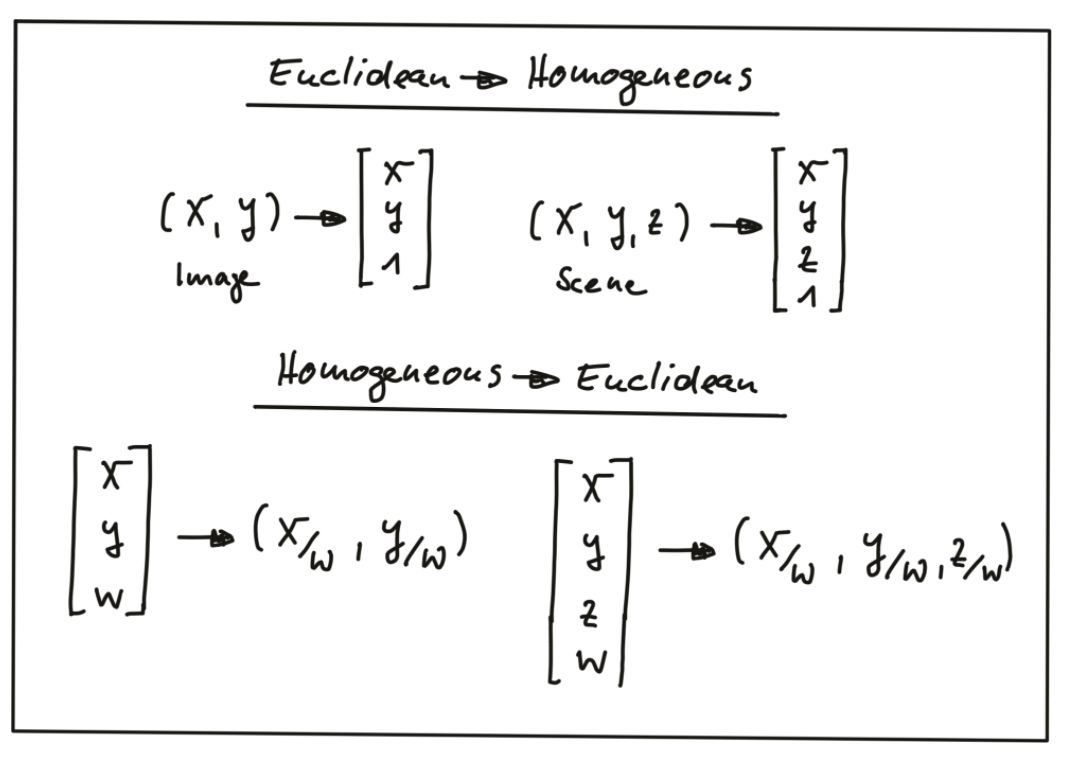 Euclidean → Homogeneous
(x, y) → [x y 1]
Image
(x, y, z) → [x y z 1]
Scene
Homogeneous → Euclidean
[x y w] → (x/w, y/w)
[x y z w] → (x/w, y/w, z/w)